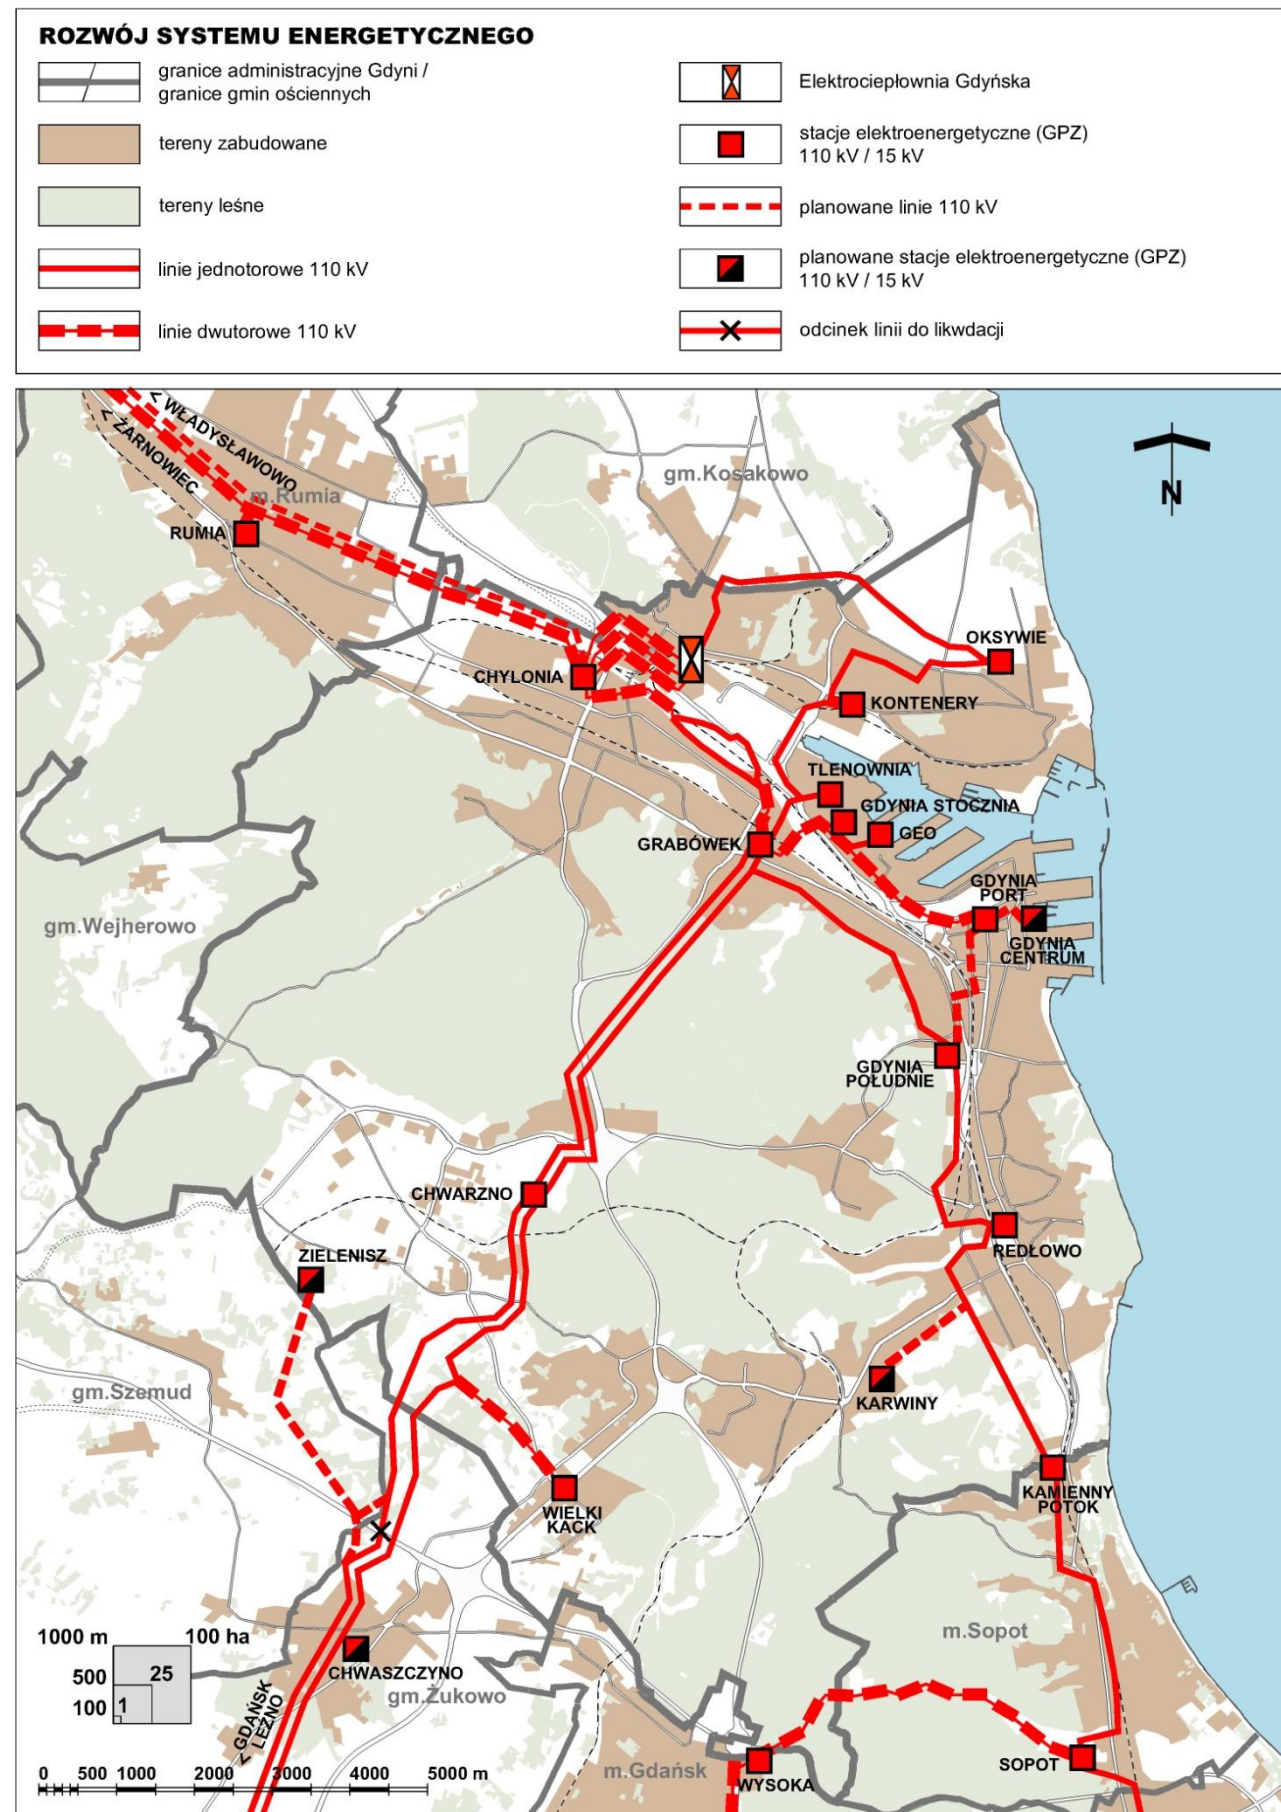 ROZWÓJ SYSTEMU ENERGETYCZNEGO
granice administracyjne Gdyni /
granice gmin ościennych
tereny zabudowane
tereny leśne
linie jednotorowe 110 kV
linie dwutorowe 110 kV
Elektrociepłownia Gdyńska
stacje elektroenergetyczne (GPZ)
110 kV / 15 kV
planowane linie 110 kV
planowane stacje elektroenergetyczne (GPZ)
110 kV / 15 kV
odcinek linii do likwdacji
< WŁADYSŁAWOWO
< ŻARNOWIEC
m.Rumia
gm.Kosakowo
N
RUMIA
OKSYWIE
CHYLONIA
KONTENERY
TLENOWNIA
GDYNIA STOCZNIA
GEO
GRABÓWEK
GDYNIA
PORT
gm.Wejherowo
GDYNIA
CENTRUM
GDYNIA
POŁUDNIE
CHWARZNO
REDŁOWO
ZIELENISZ
gm.Szemud
KARWINY
KAMIENNY
POTOK
WIELKI
KACK
m.Sopot
1000 m
100 ha
500
25
100
1
CHWASZCZYNO
gm.Żukowo
< GDAŃSK
LEŹNO
SOPOT
m.Gdańsk
WYSOKA
0
500
1000
2000
3000
4000
5000 m